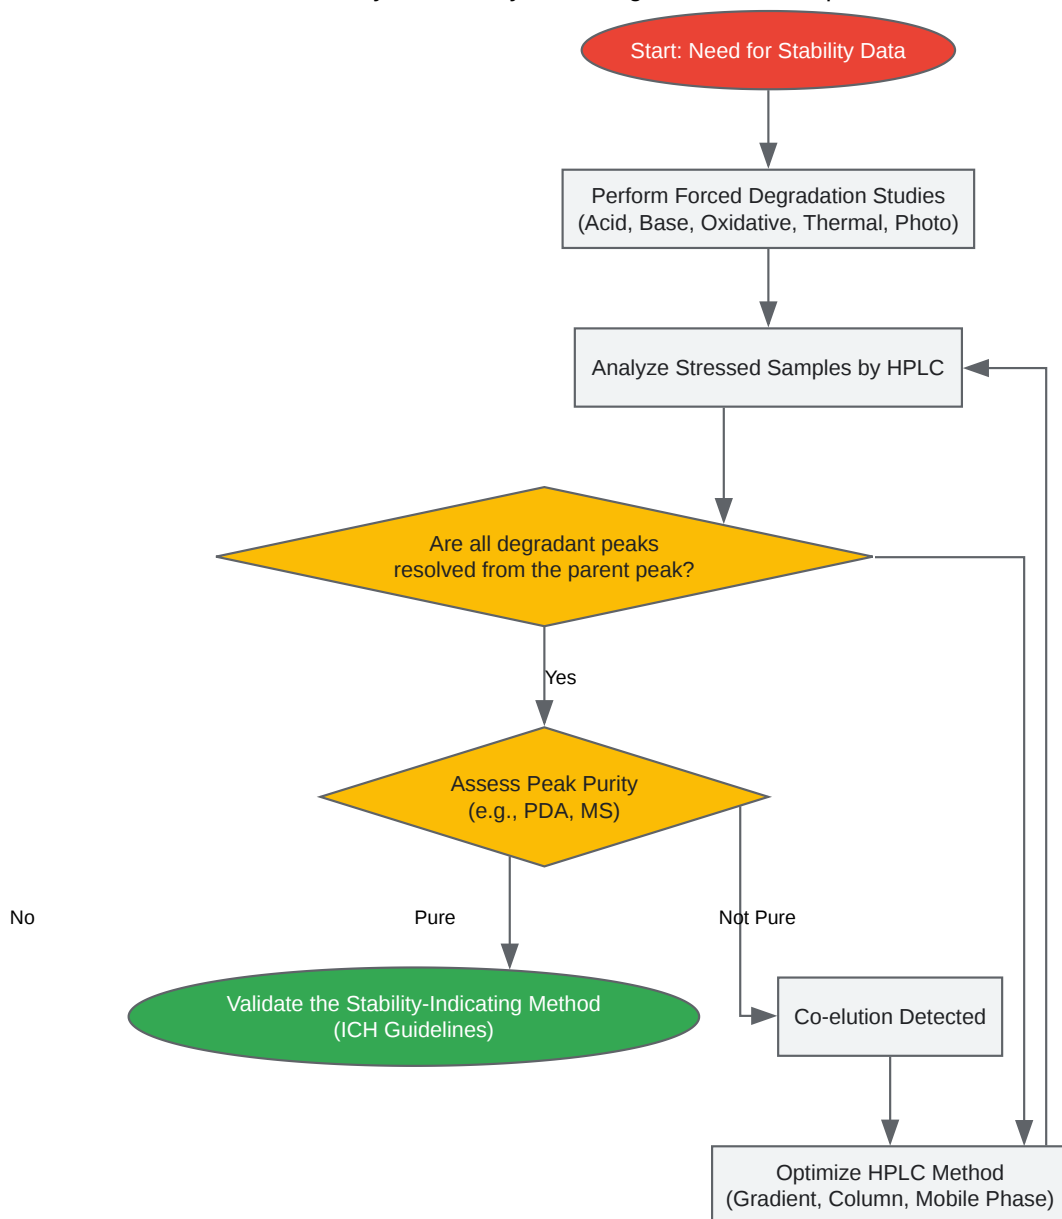 Start: Need for Stability Data
Perform Forced Degradation Studies
(Acid, Base, Oxidative, Thermal, Photo)
Analyze Stressed Samples by HPLC
Are all degradant peaks
resolved from the parent peak?
Yes
Assess Peak Purity
(e.g., PDA, MS)
No
Pure
Not Pure
Validate the Stability-Indicating Method
(ICH Guidelines)
Co-elution Detected
Optimize HPLC Method
(Gradient, Column, Mobile Phase)